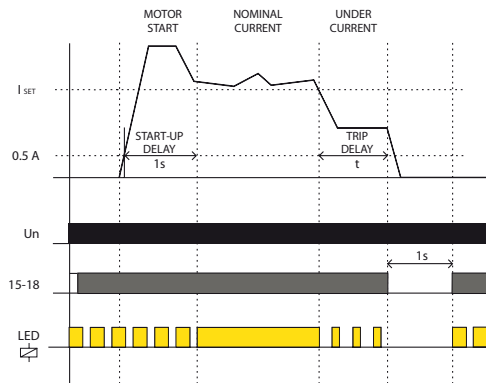 MOTOR
START
NOMINAL
CURRENT
UNDER
CURRENT
I SET
START-UP
DELAY
1s
TRIP
DELAY
t
0.5 A
Un
1s
15-18
LED